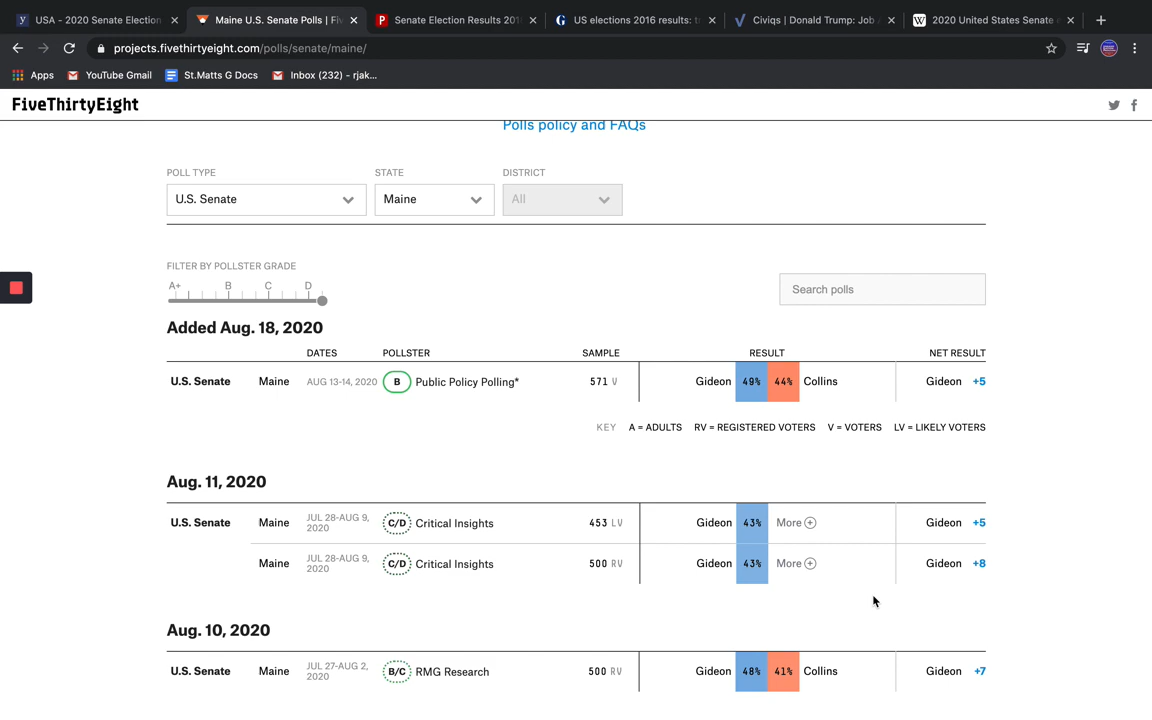 USA - 2020 Senate Election
Maine U.S. Senate Polls | Fiv
Senate Election Results 201
US elections 2016 results: t
Civiqs | Donald Trump: Job A
2020 United States Senate e
projects.fivethirtyeight.com/polls/senate/maine/
Apps YouTube Gmail St.Matts G Docs Inbox (232) - rjak...
FiveThirtyEight
Polls policy and FAQs
POLL TYPE STATE DISTRICT
U.S. Senate Maine All
FILTER BY POLLSTER GRADE
A+ B C D
Search polls
Added Aug. 18, 2020
DATES POLLSTER SAMPLE RESULT NET RESULT
U.S. Senate Maine AUG 13-14, 2020 B Public Policy Polling* 571 V Gideon 49% 44% Collins Gideon +5
KEY A = ADULTS RV = REGISTERED VOTERS V = VOTERS LV = LIKELY VOTERS
Aug. 11, 2020
U.S. Senate Maine JUL 28-AUG 9, 2020 C/D Critical Insights 453 LV Gideon 43% More Gideon +5
Maine JUL 28-AUG 9, 2020 C/D Critical Insights 500 RV Gideon 43% More Gideon +8
Aug. 10, 2020
U.S. Senate Maine JUL 27-AUG 2, 2020 B/C RMG Research 500 RV Gideon 48% 41% Collins Gideon +7